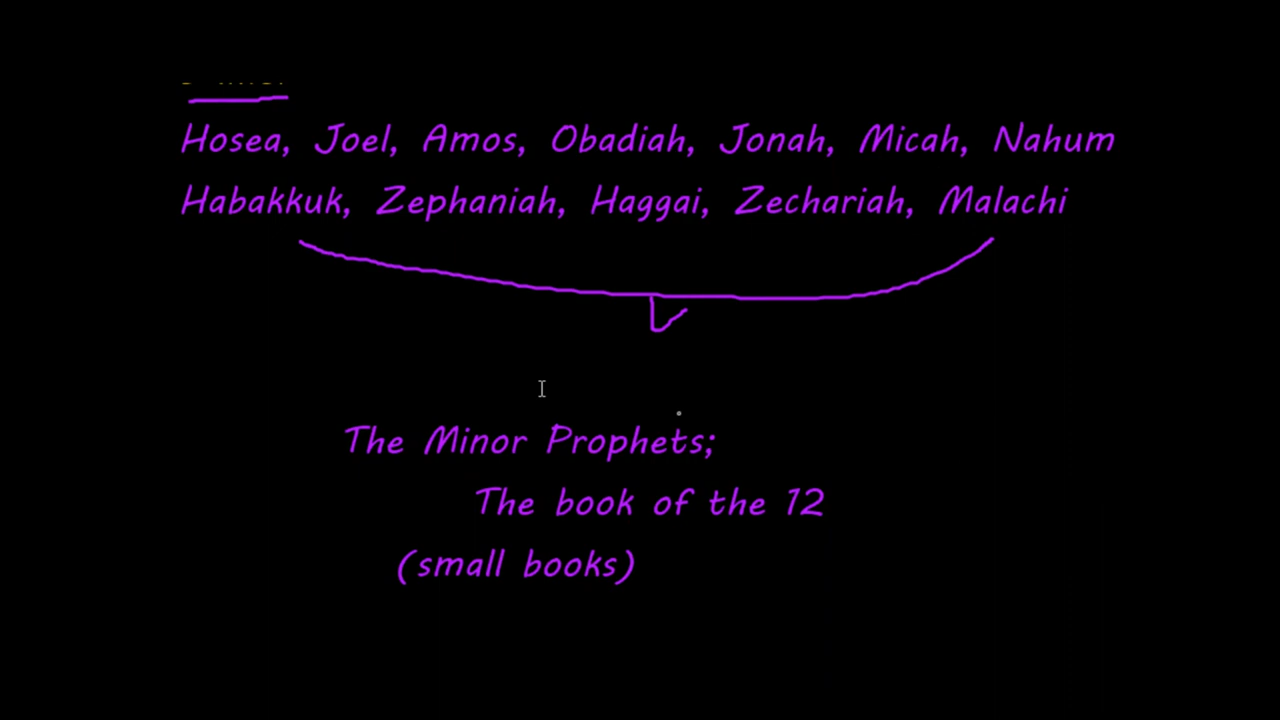 Hosea, Joel, Amos, Obadiah, Jonah, Micah, Nahum
Habakkuk, Zephaniah, Haggai, Zechariah, Malachi
The Minor Prophets;
The book of the 12
(small books)